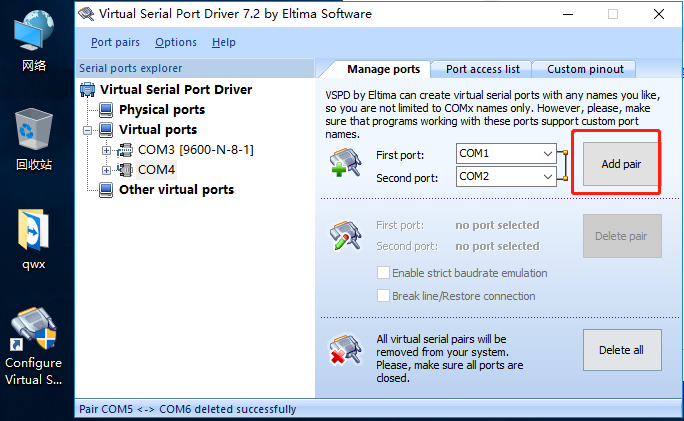 网络
回收站
qwx
Configure
Virtual S...
Virtual Serial Port Driver 7.2 by Eltima Software
Port pairs Options Help
Serial ports explorer
Virtual Serial Port Driver
Physical ports
Virtual ports
COM3 [9600-N-8-1]
COM4
Other virtual ports
Manage ports Port access list Custom pinout
VSPD by Eltima can create virtual serial ports with any names you like,
so you are not limited to COMx names only. However, please, make
sure that programs working with these ports support custom port
names.
First port: COM1
Second port: COM2
Add pair
First port: no port selected
Second port: no port selected
Delete pair
Enable strict baudrate emulation
Break line/Restore connection
All virtual serial pairs will be
removed from your system.
Please, make sure all ports are
closed.
Delete all
Pair COM5 <-> COM6 deleted successfully